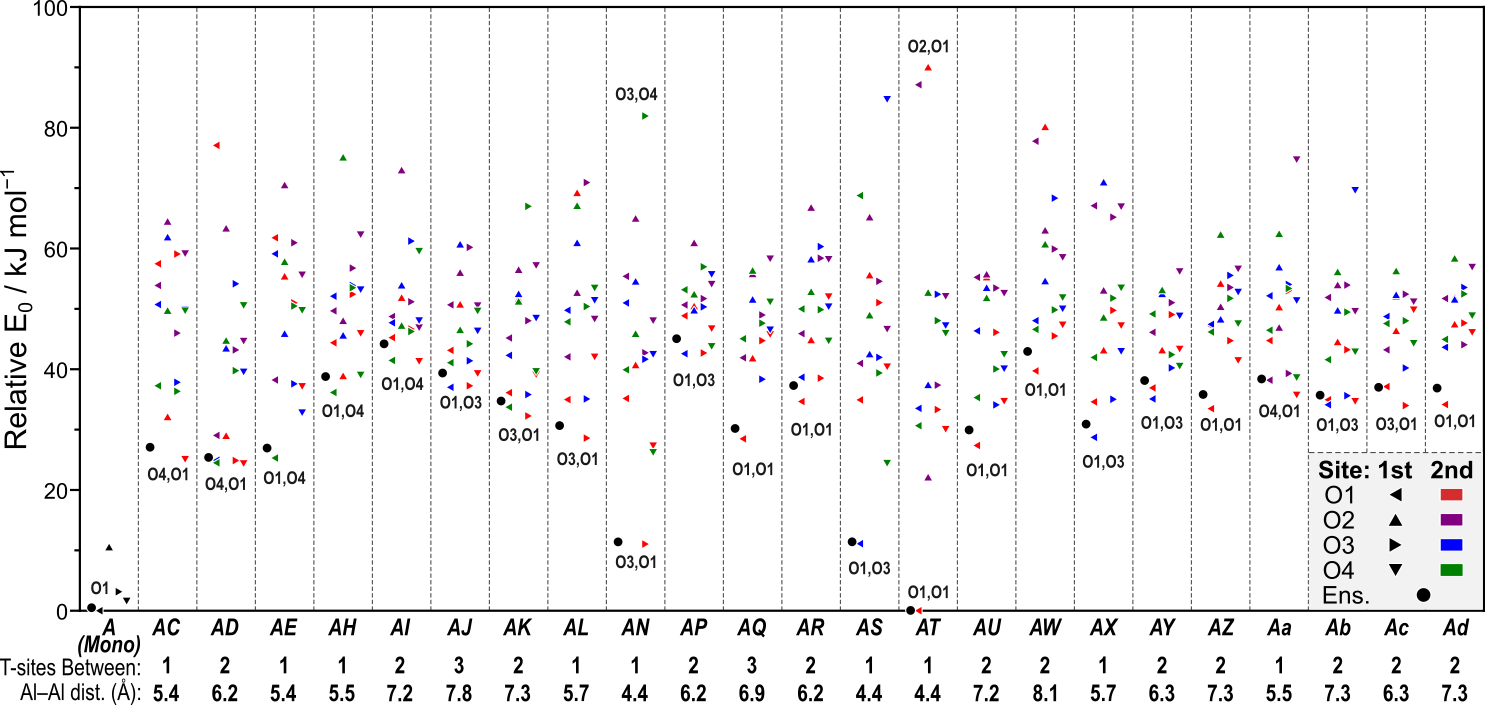 Relative E0 / kJ mol−1
100
80
60
40
20
0
O2,O1
O3,O4
O1
O4,O1
O4,O1
O1,O4
O1,O4
O1,O4
O1,O3
O3,O1
O3,O1
O3,O1
O1,O3
O1,O1
O1,O1
O1,O3
O1,O1
O1,O1
O1,O1
O1,O3
O1,O3
O1,O1
O4,O1
O1,O3
O3,O1
O1,O1
Site: 1st 2nd
O1
O2
O3
O4
Ens.
A AC AD AE AH AI AJ AK AL AN AP AQ AR AS AT AU AW AX AY AZ Aa Ab Ac Ad
(Mono)
T-sites Between: 1 2 1 1 2 3 2 1 1 2 3 2 1 1 2 2 1 2 2 1 2 2 2
Al–Al dist. (Å): 5.4 6.2 5.4 5.5 7.2 7.8 7.3 5.7 4.4 6.2 6.9 6.2 4.4 4.4 7.2 8.1 5.7 6.3 7.3 5.5 7.3 6.3 7.3